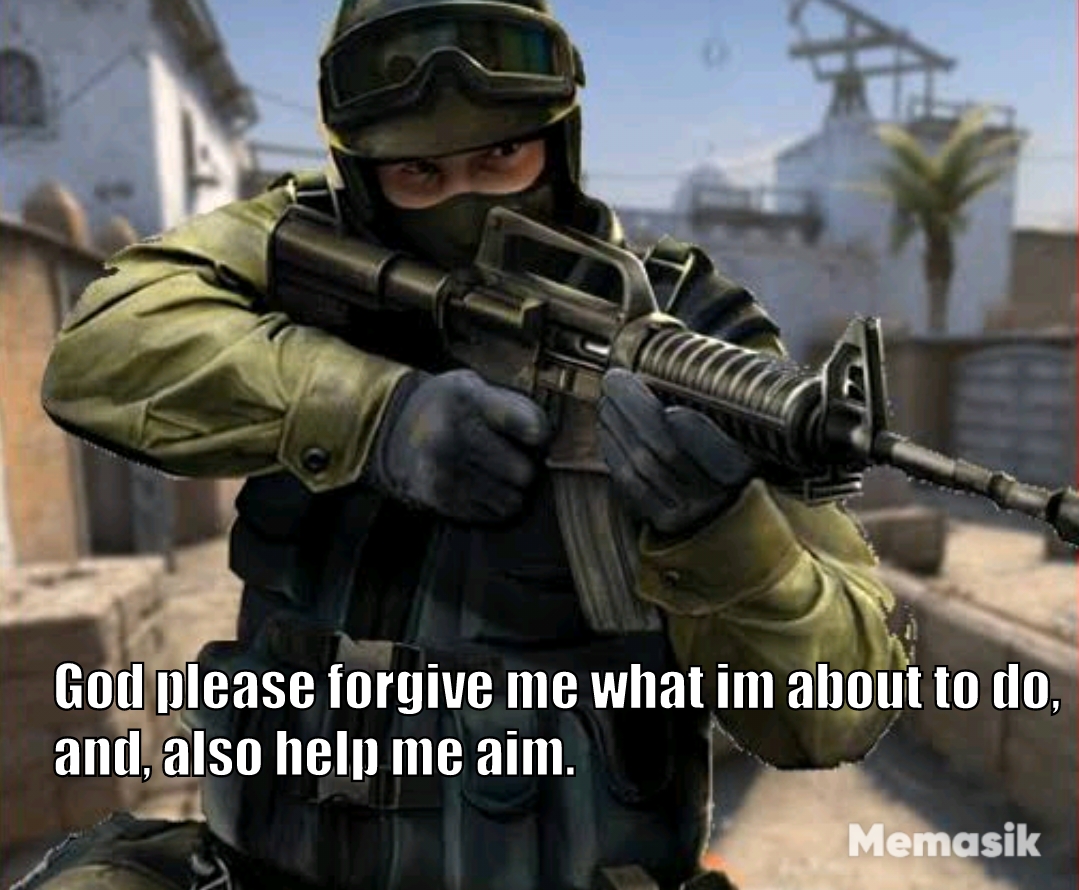 God please forgive me what im about to do,
and, also help me aim.
Memasik